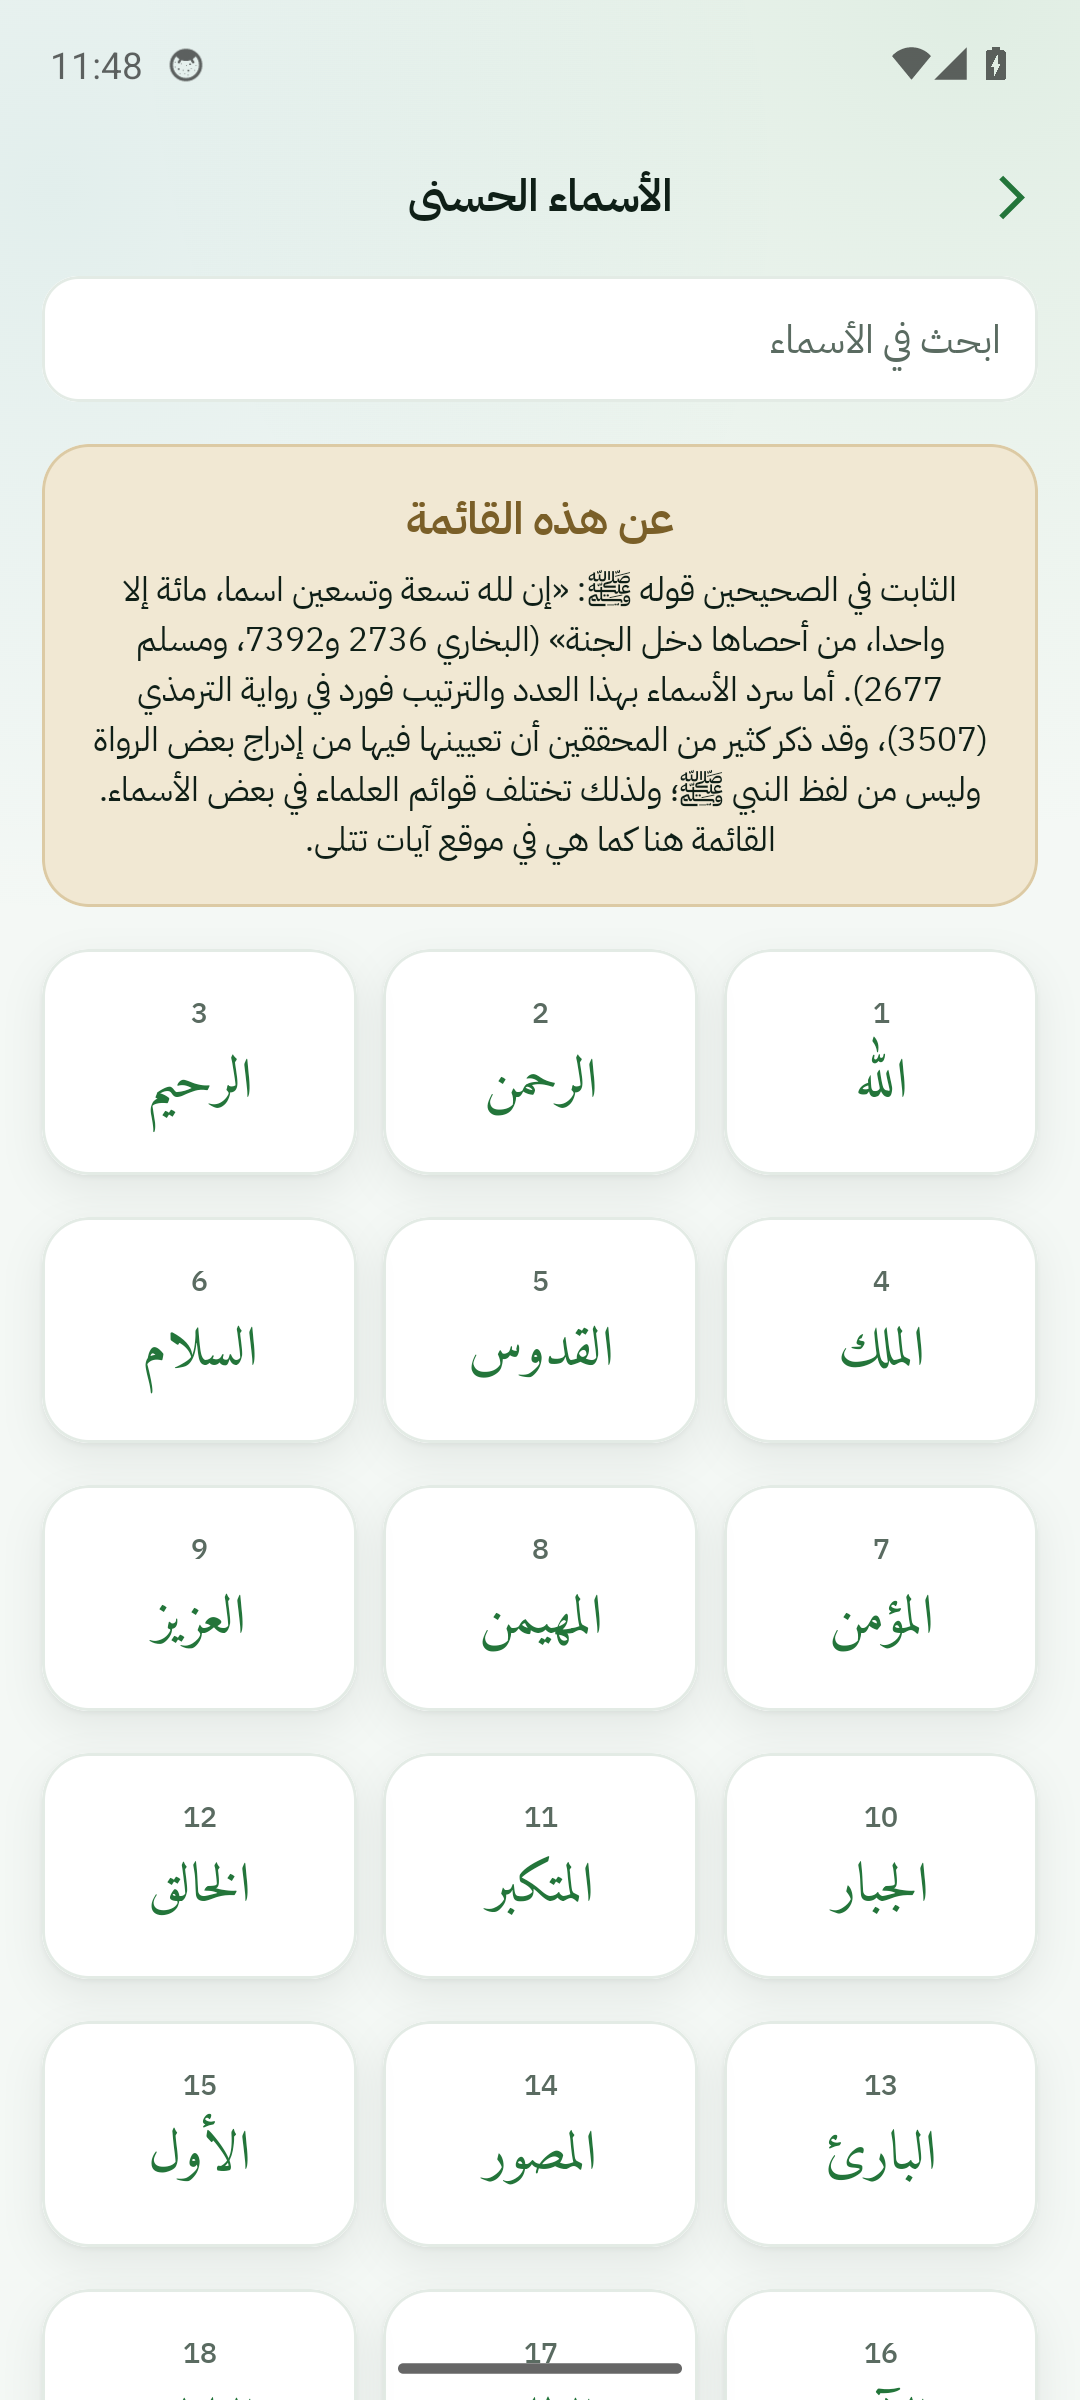 11:48
الأسماء الحسنى
ابحث في الأسماء
عن هذه القائمة
الثابت في الصحيحين قوله ﷺ: «إن لله تسعة وتسعين اسما، مائة إلا
واحدا، من أحصاها دخل الجنة» (البخاري 2736 و7392، ومسلم
2677). أما سرد الأسماء بهذا العدد والترتيب فورد في رواية الترمذي
(3507)، وقد ذكر كثير من المحققين أن تعيينها فيها من إدراج بعض الرواة
وليس من لفظ النبي ﷺ؛ ولذلك تختلف قوائم العلماء في بعض الأسماء.
القائمة هنا كما هي في موقع آيات تتلى.
1
الله
2
الرحمن
3
الرحيم
4
الملك
5
القدوس
6
السلام
7
المؤمن
8
المهيمن
9
العزيز
10
الجبار
11
المتكبر
12
الخالق
13
البارئ
14
المصور
15
الأول
16
17
18